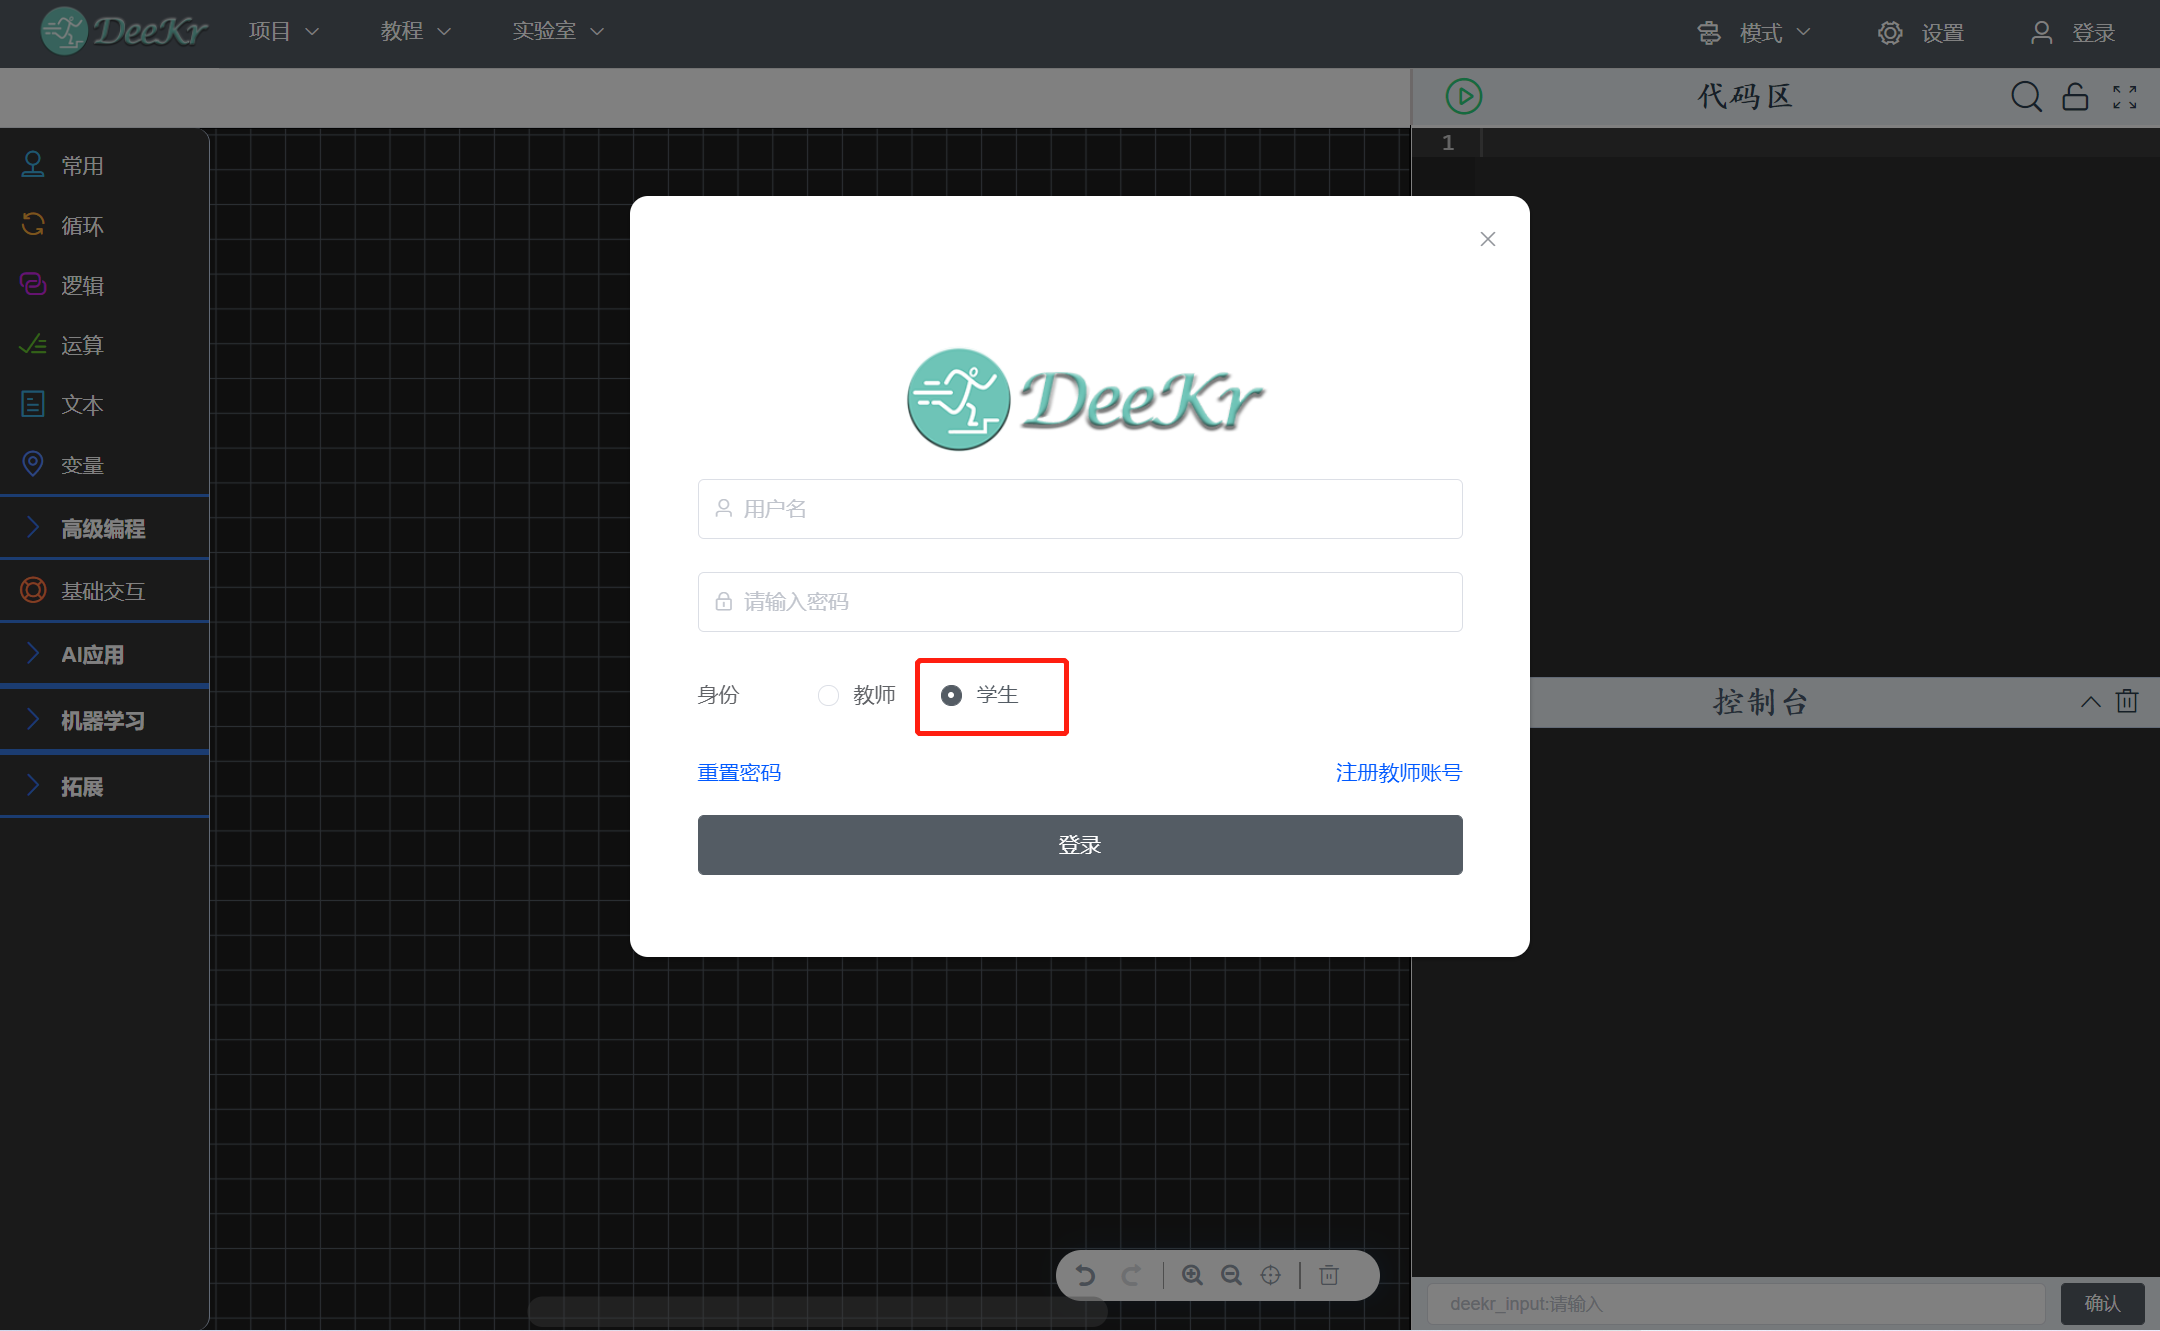 DeeKr 项目 教程 实验室 模式 设置 登录
代码区
1
常用
循环
逻辑
运算
文本
变量
高级编程
基础交互
AI应用
机器学习
拓展
DeeKr
用户名
请输入密码
身份 教师 学生
重置密码 注册教师账号
登录
控制台
deekr_input:请输入 确认